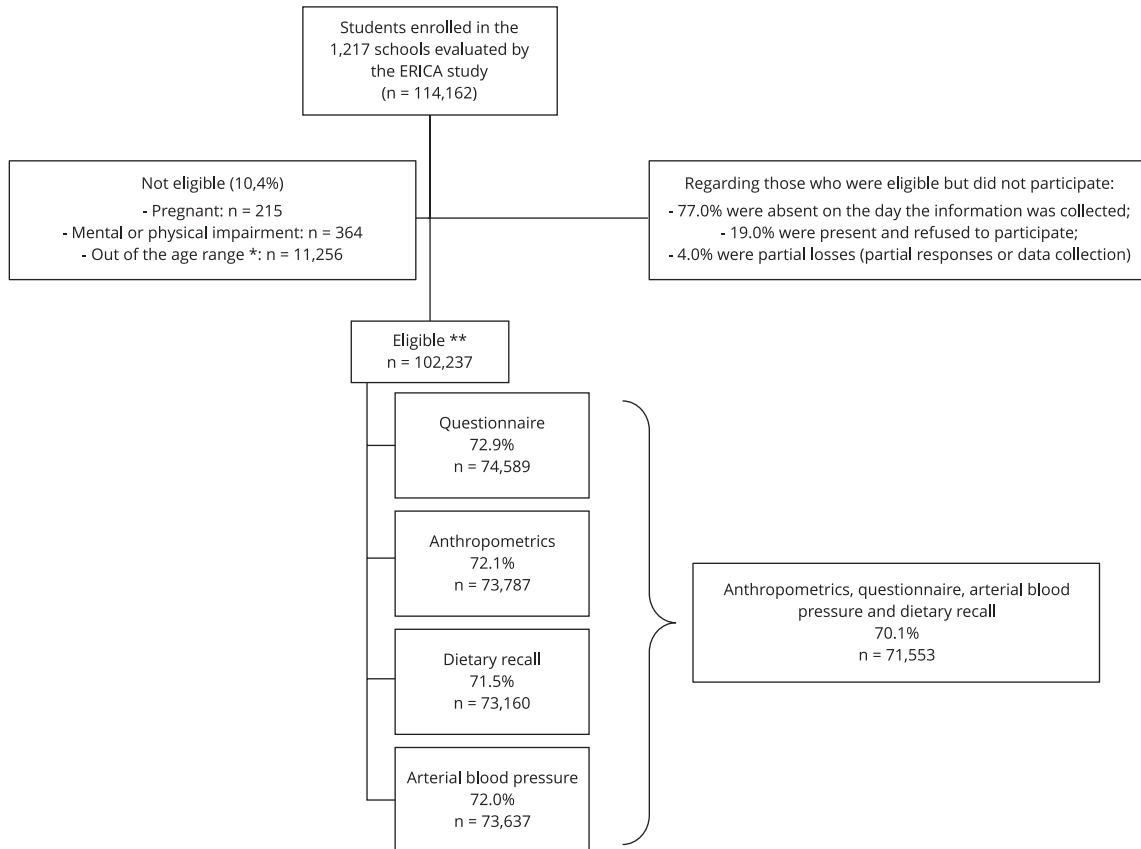 Students enrolled in the
1,217 schools evaluated by
the ERICA study
(n = 114,162)
Not eligible (10,4%)
- Pregnant: n = 215
- Mental or physical impairment: n = 364
- Out of the age range *: n = 11,256
Regarding those who were eligible but did not participate:
- 77.0% were absent on the day the information was collected;
- 19.0% were present and refused to participate;
- 4.0% were partial losses (partial responses or data collection)
Eligible **
n = 102,237
Questionnaire
72.9%
n = 74,589
Anthropometrics
72.1%
n = 73,787
Dietary recall
71.5%
n = 73,160
Arterial blood pressure
72.0%
n = 73,637
Anthropometrics, questionnaire, arterial blood
pressure and dietary recall
70.1%
n = 71,553